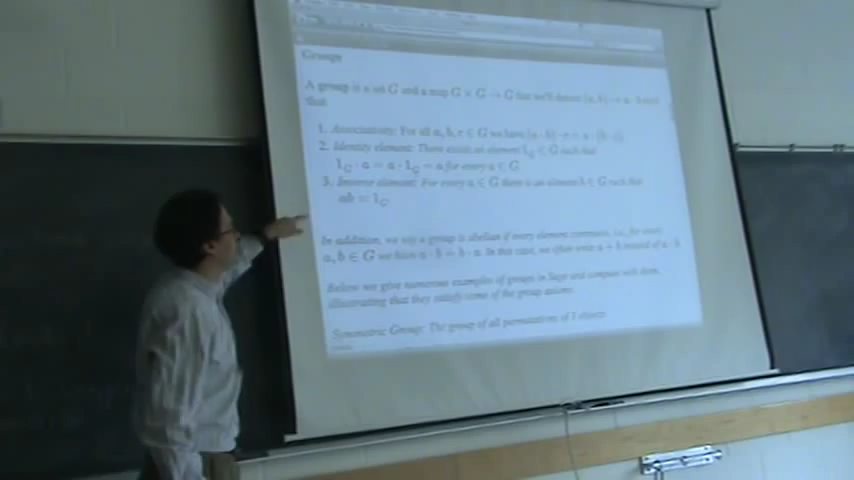 Groups
A group is a set G and a map G × G → G that we'll denote (a, b) → a · b such
that
1. Associativity: For all a, b, c ∈ G we have (a · b) · c = a · (b · c).
2. Identity element: There exists an element 1_G ∈ G such that
1_G · a = a · 1_G = a for every a ∈ G.
3. Inverse element: For every a ∈ G there is an element b ∈ G such that
ab = 1_G
In addition, we say a group is abelian if every element commutes, i.e., for every
a, b ∈ G we have a · b = b · a. In this case, we often write a + b instead of a · b.
Below we give numerous examples of groups in Sage and compute with them,
illustrating that they satisfy some of the group axioms.
Symmetric Group: The group of all permutations of 3 objects